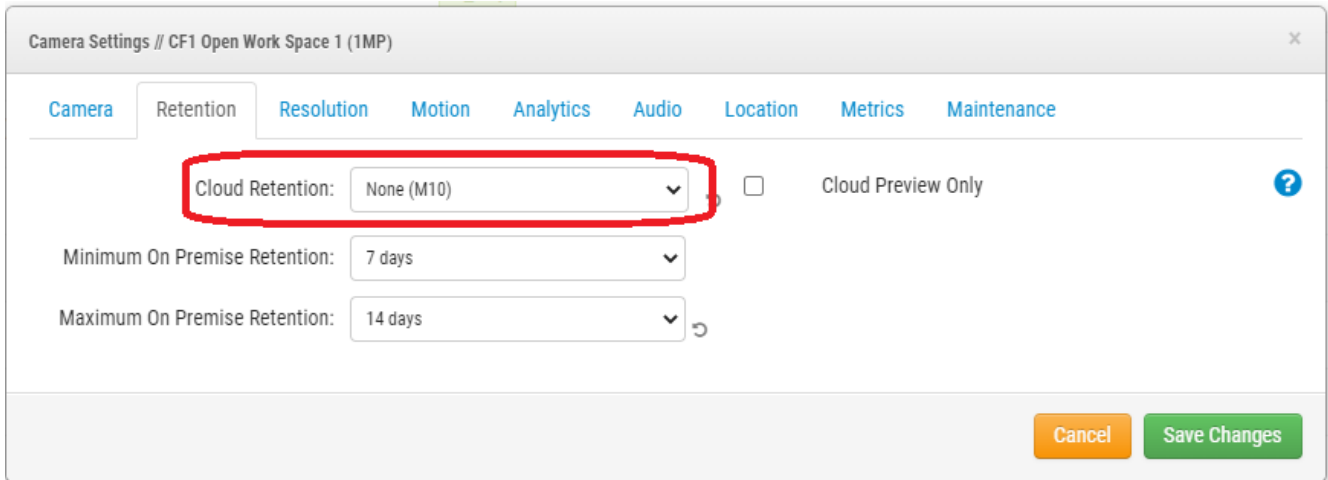 Camera Settings // CF1 Open Work Space 1 (1MP) ×
Camera Retention Resolution Motion Analytics Audio Location Metrics Maintenance
Cloud Retention: None (M10) Cloud Preview Only ?
Minimum On Premise Retention: 7 days
Maximum On Premise Retention: 14 days
Cancel Save Changes